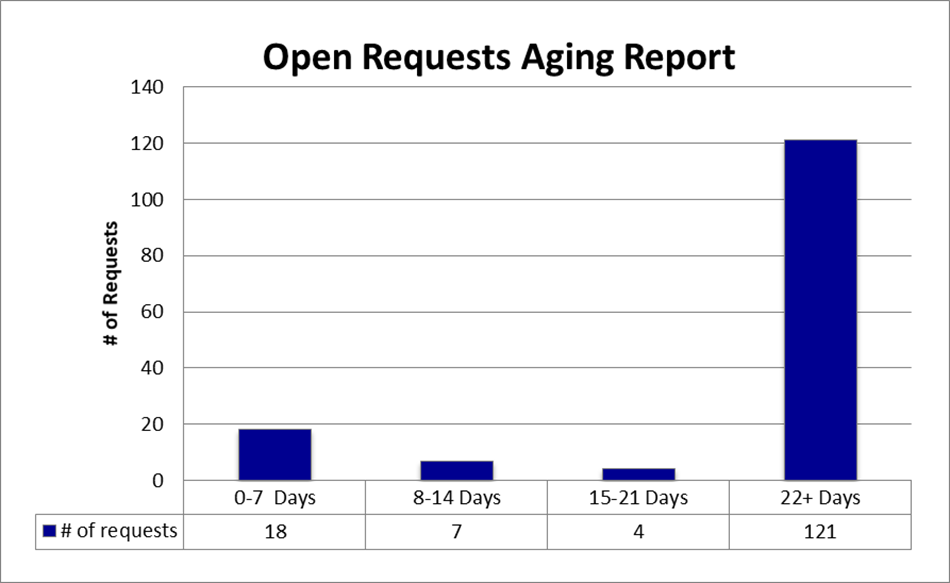 Open Requests Aging Report
140
120
100
80
60
40
20
0
# of Requests
0-7 Days 8-14 Days 15-21 Days 22+ Days
# of requests 18 7 4 121